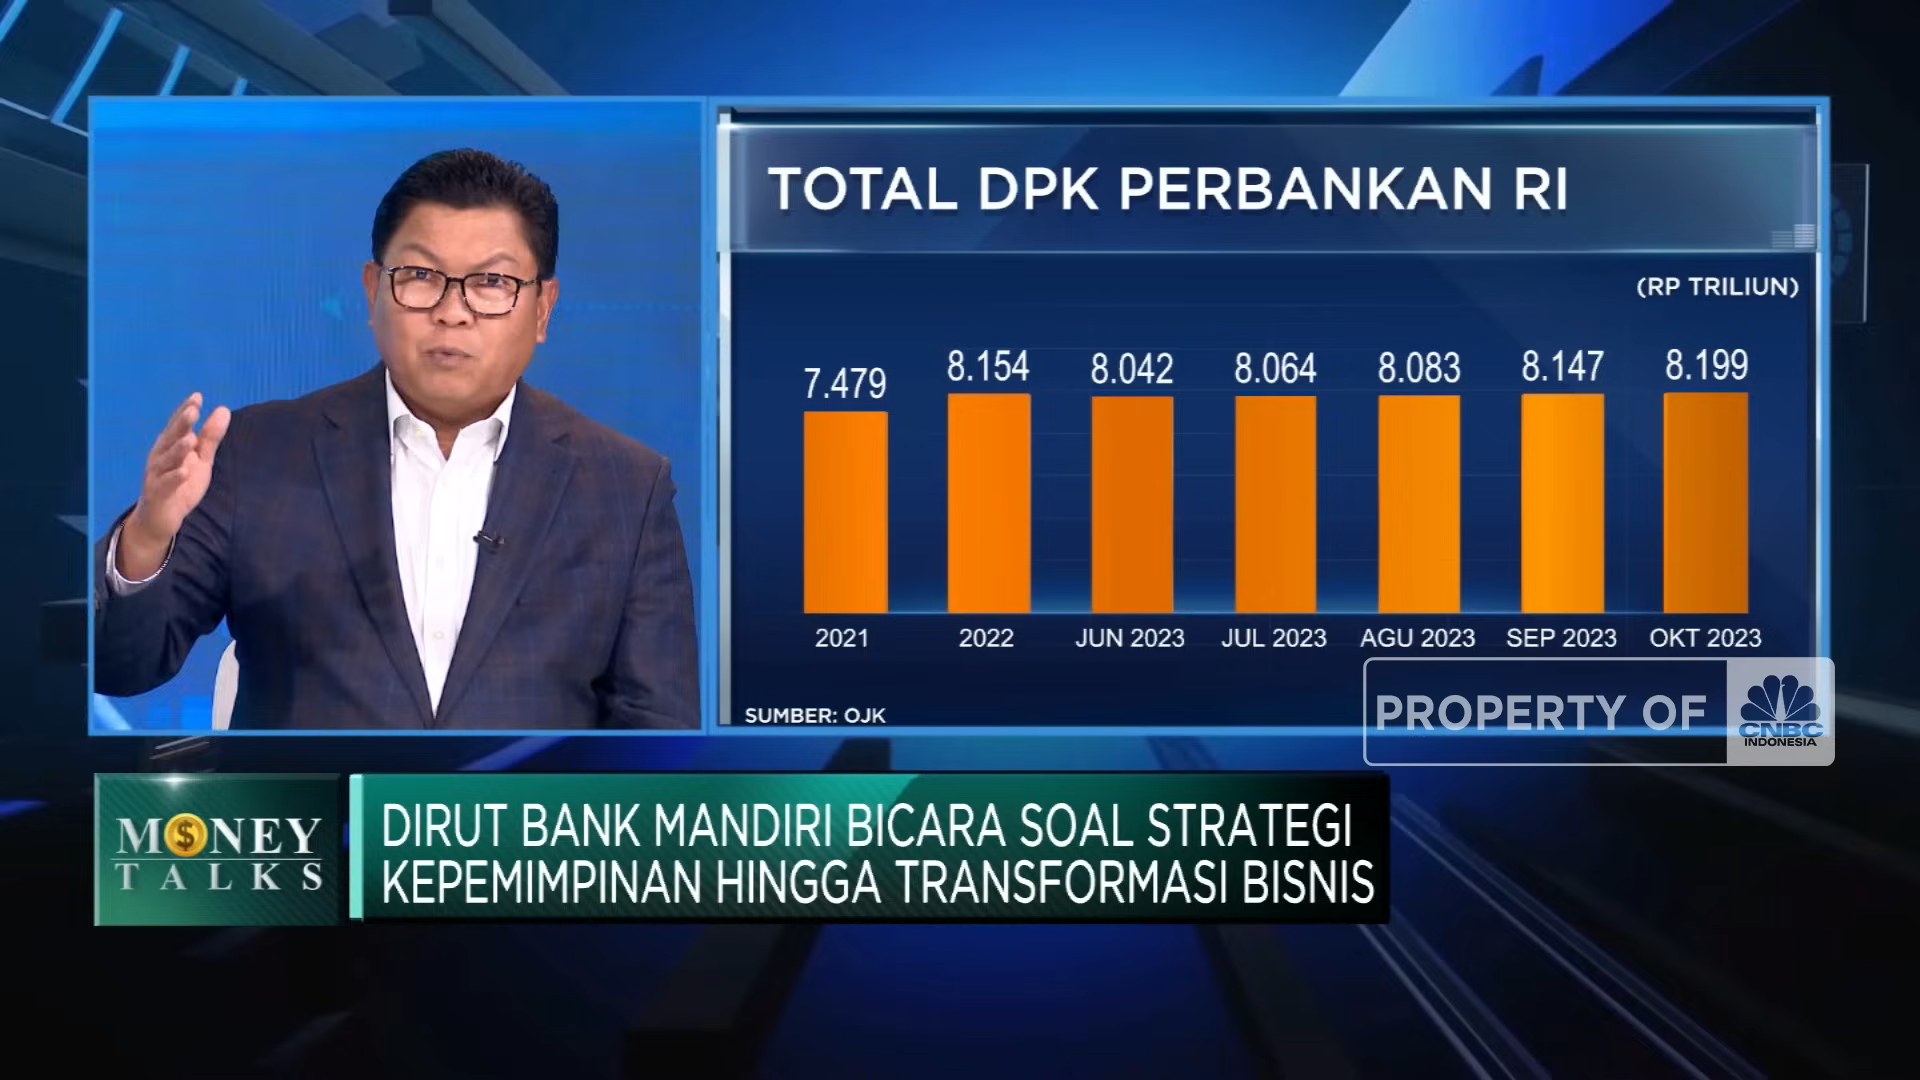 TOTAL DPK PERBANKAN RI
(RP TRILIUN)
7.479 8.154 8.042 8.064 8.083 8.147 8.199
2021 2022 JUN 2023 JUL 2023 AGU 2023 SEP 2023 OKT 2023
SUMBER: OJK
PROPERTY OF
CNBC
INDONESIA
MONEY
TALKS
DIRUT BANK MANDIRI BICARA SOAL STRATEGI
KEPEMIMPINAN HINGGA TRANSFORMASI BISNIS